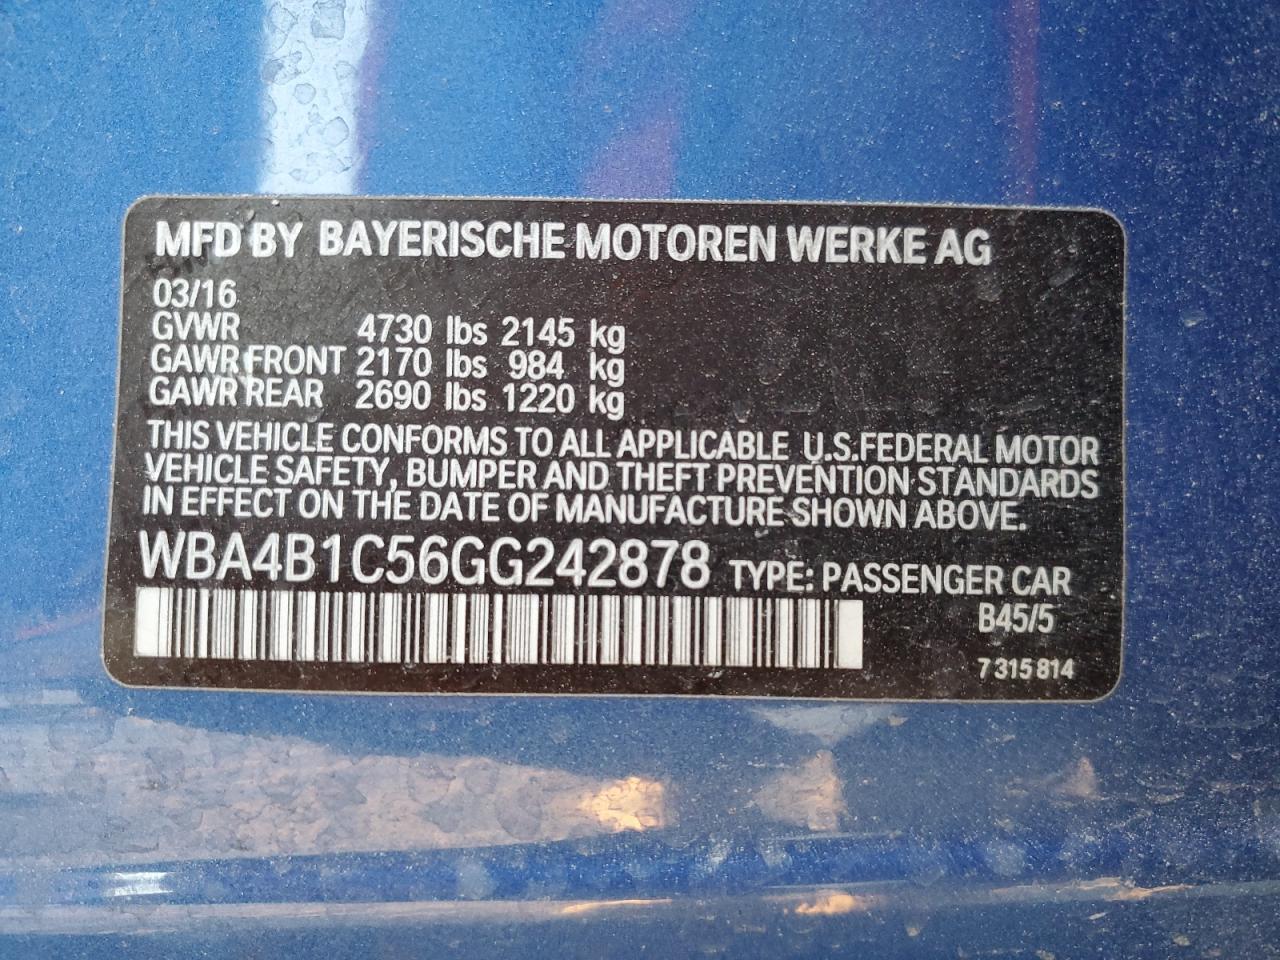 MFD BY BAYERISCHE MOTOREN WERKE AG
03/16
GVWR 4730 lbs 2145 kg
GAWR FRONT 2170 lbs 984 kg
GAWR REAR 2690 lbs 1220 kg
THIS VEHICLE CONFORMS TO ALL APPLICABLE U.S.FEDERAL MOTOR
VEHICLE SAFETY, BUMPER AND THEFT PREVENTION STANDARDS
IN EFFECT ON THE DATE OF MANUFACTURE SHOWN ABOVE.
WBA4B1C56GG242878 TYPE: PASSENGER CAR
B45/5
7 315 814